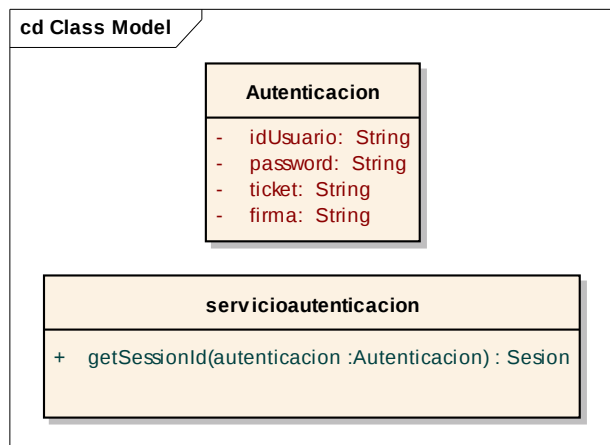 cd Class Model
Autenticacion
- idUsuario: String
- password: String
- ticket: String
- firma: String
servicioautenticacion
+ getSessionId(autenticacion :Autenticacion) : Sesion